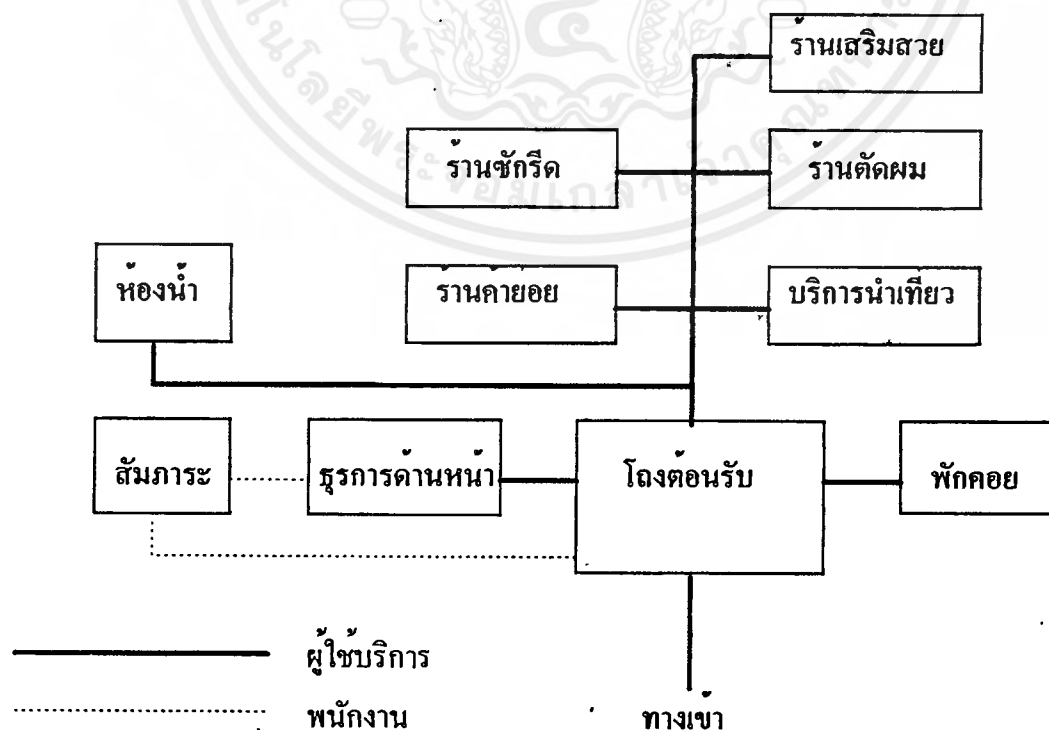 ร้านเสริมสวย
ร้านซักรีด
ร้านตัดผม
ห้องน้ำ
ร้านค้าย่อย
บริการนำเที่ยว
สัมภาระ
ธุรการด้านหน้า
โถงต้อนรับ
พักคอย
ผู้ใช้บริการ
พนักงาน
ทางเข้า